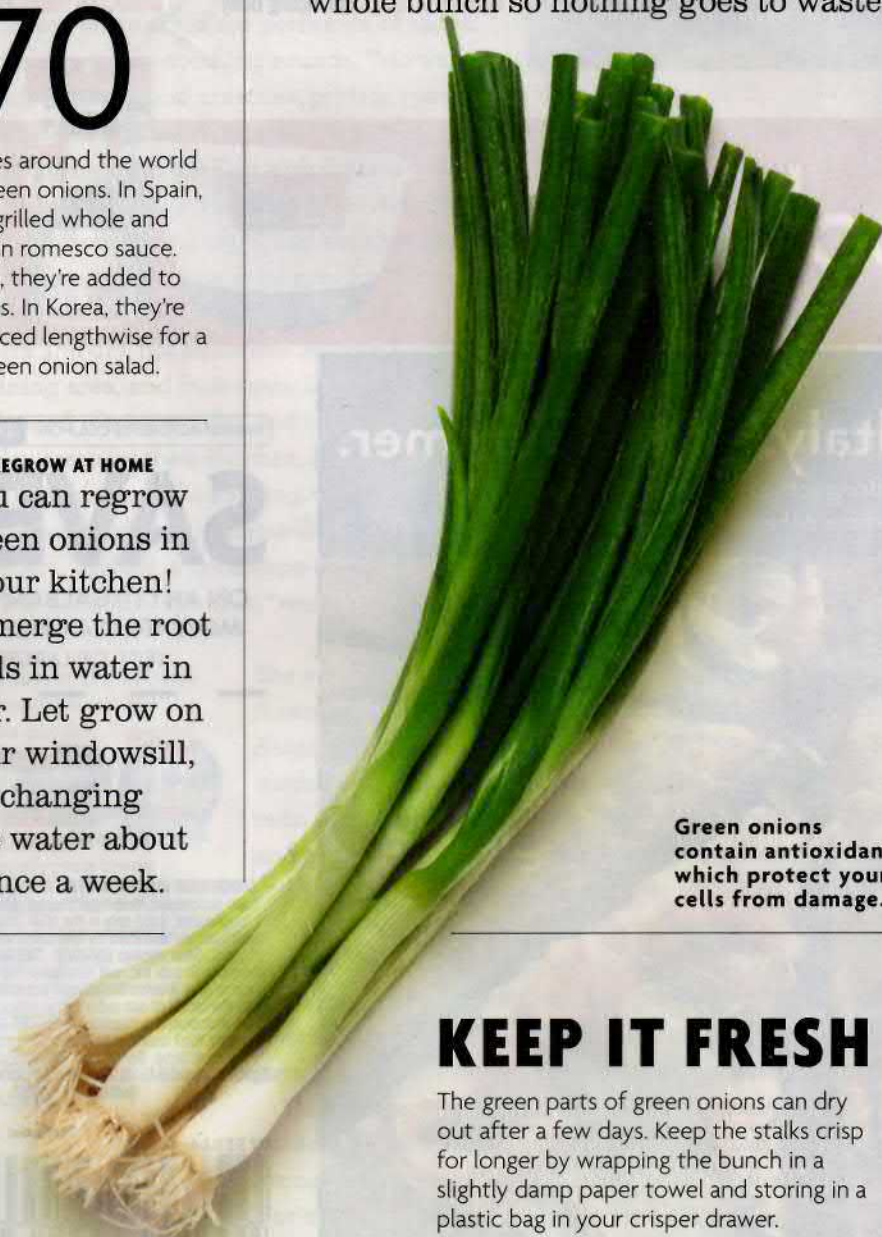 whole bunch so nothing goes to waste
70
es around the world
een onions. In Spain,
grilled whole and
n romesco sauce.
, they're added to
s. In Korea, they're
ced lengthwise for a
een onion salad.
EGROW AT HOME
u can regrow
een onions in
our kitchen!
merge the root
ds in water in
r. Let grow on
r windowsill,
changing
water about
nce a week.
Green onions
contain antioxidan
which protect your
cells from damage.
KEEP IT FRESH
The green parts of green onions can dry
out after a few days. Keep the stalks crisp
for longer by wrapping the bunch in a
slightly damp paper towel and storing in a
plastic bag in your crisper drawer.